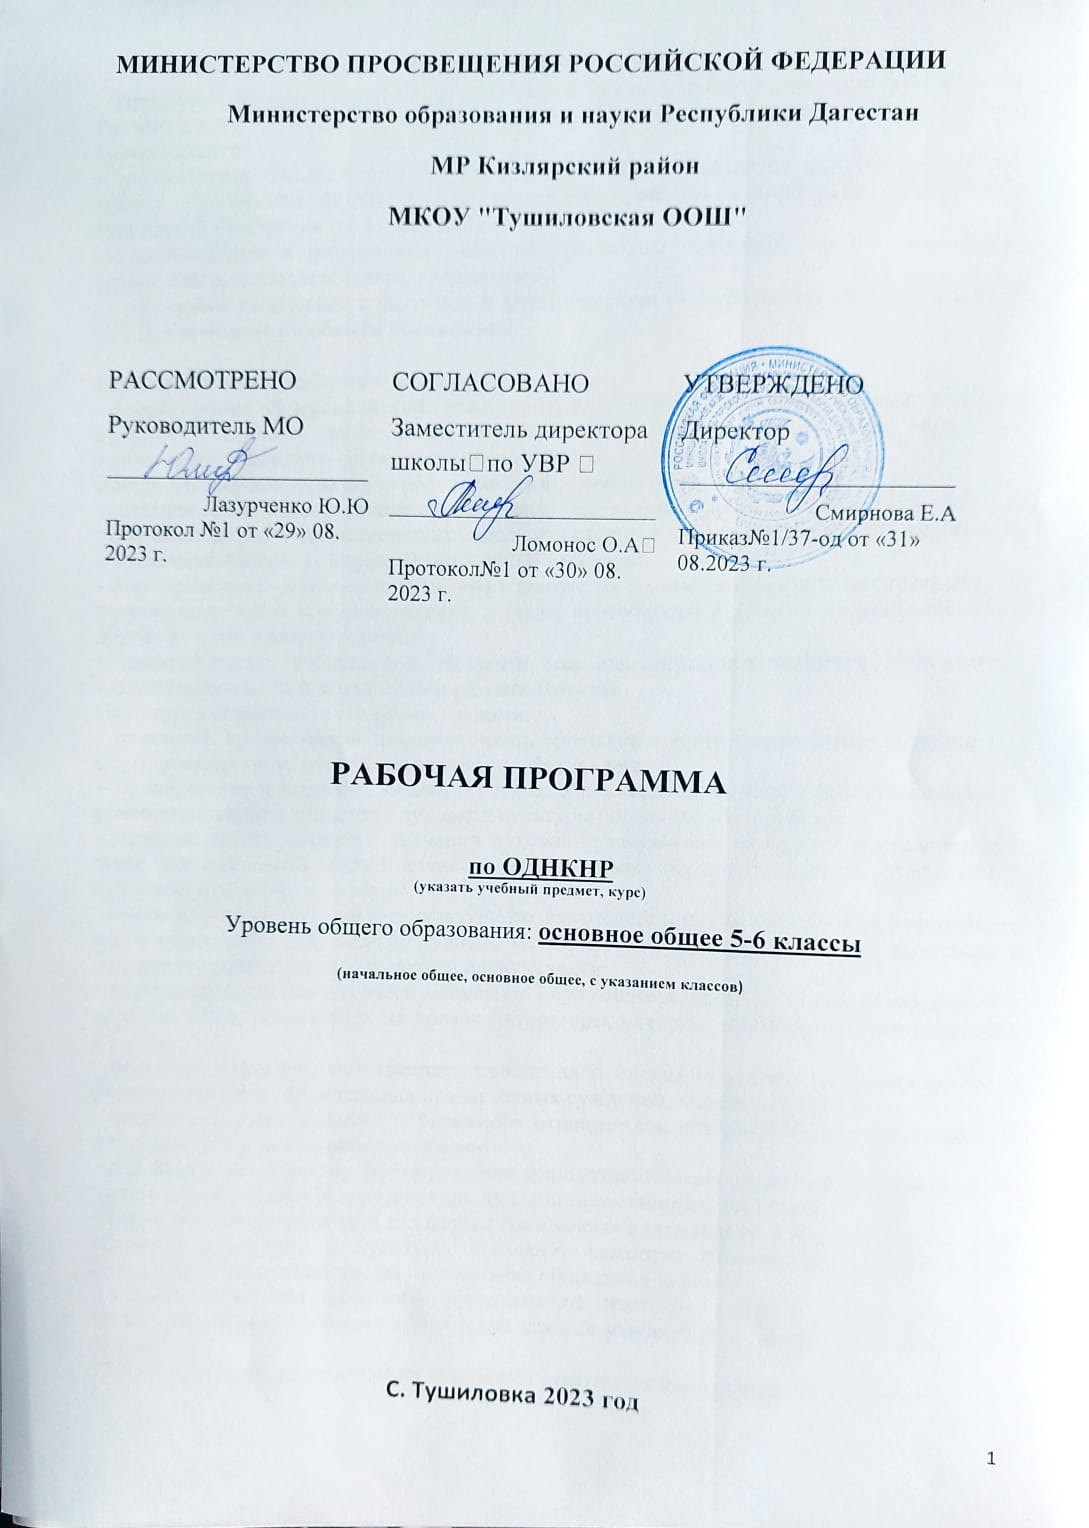 МИНИСТЕРСТВО ПРОСВЕЩЕНИЯ РОССИЙСКОЙ ФЕДЕРАЦИИ
Министерство образования и науки Республики Дагестан
МР Кизлярский район
МКОУ "Тушиловская ООШ"
РАССМОТРЕНО
Руководитель МО
Лазурченко Ю.Ю
Протокол №1 от «29» 08.
2023 г.
СОГЛАСОВАНО
Заместитель директора
школы□по УВР □
Ломонос О.А□
Протокол№1 от «30» 08.
2023 г.
УТВЕРЖДЕНО
Директор
Смирнова Е.А
Приказ№1/37-од от «31»
08.2023 г.
РАБОЧАЯ ПРОГРАММА
по ОДНКНР
(указать учебный предмет, курс)
Уровень общего образования: основное общее 5-6 классы
(начальное общее, основное общее, с указанием классов)
С. Тушиловка 2023 год
1